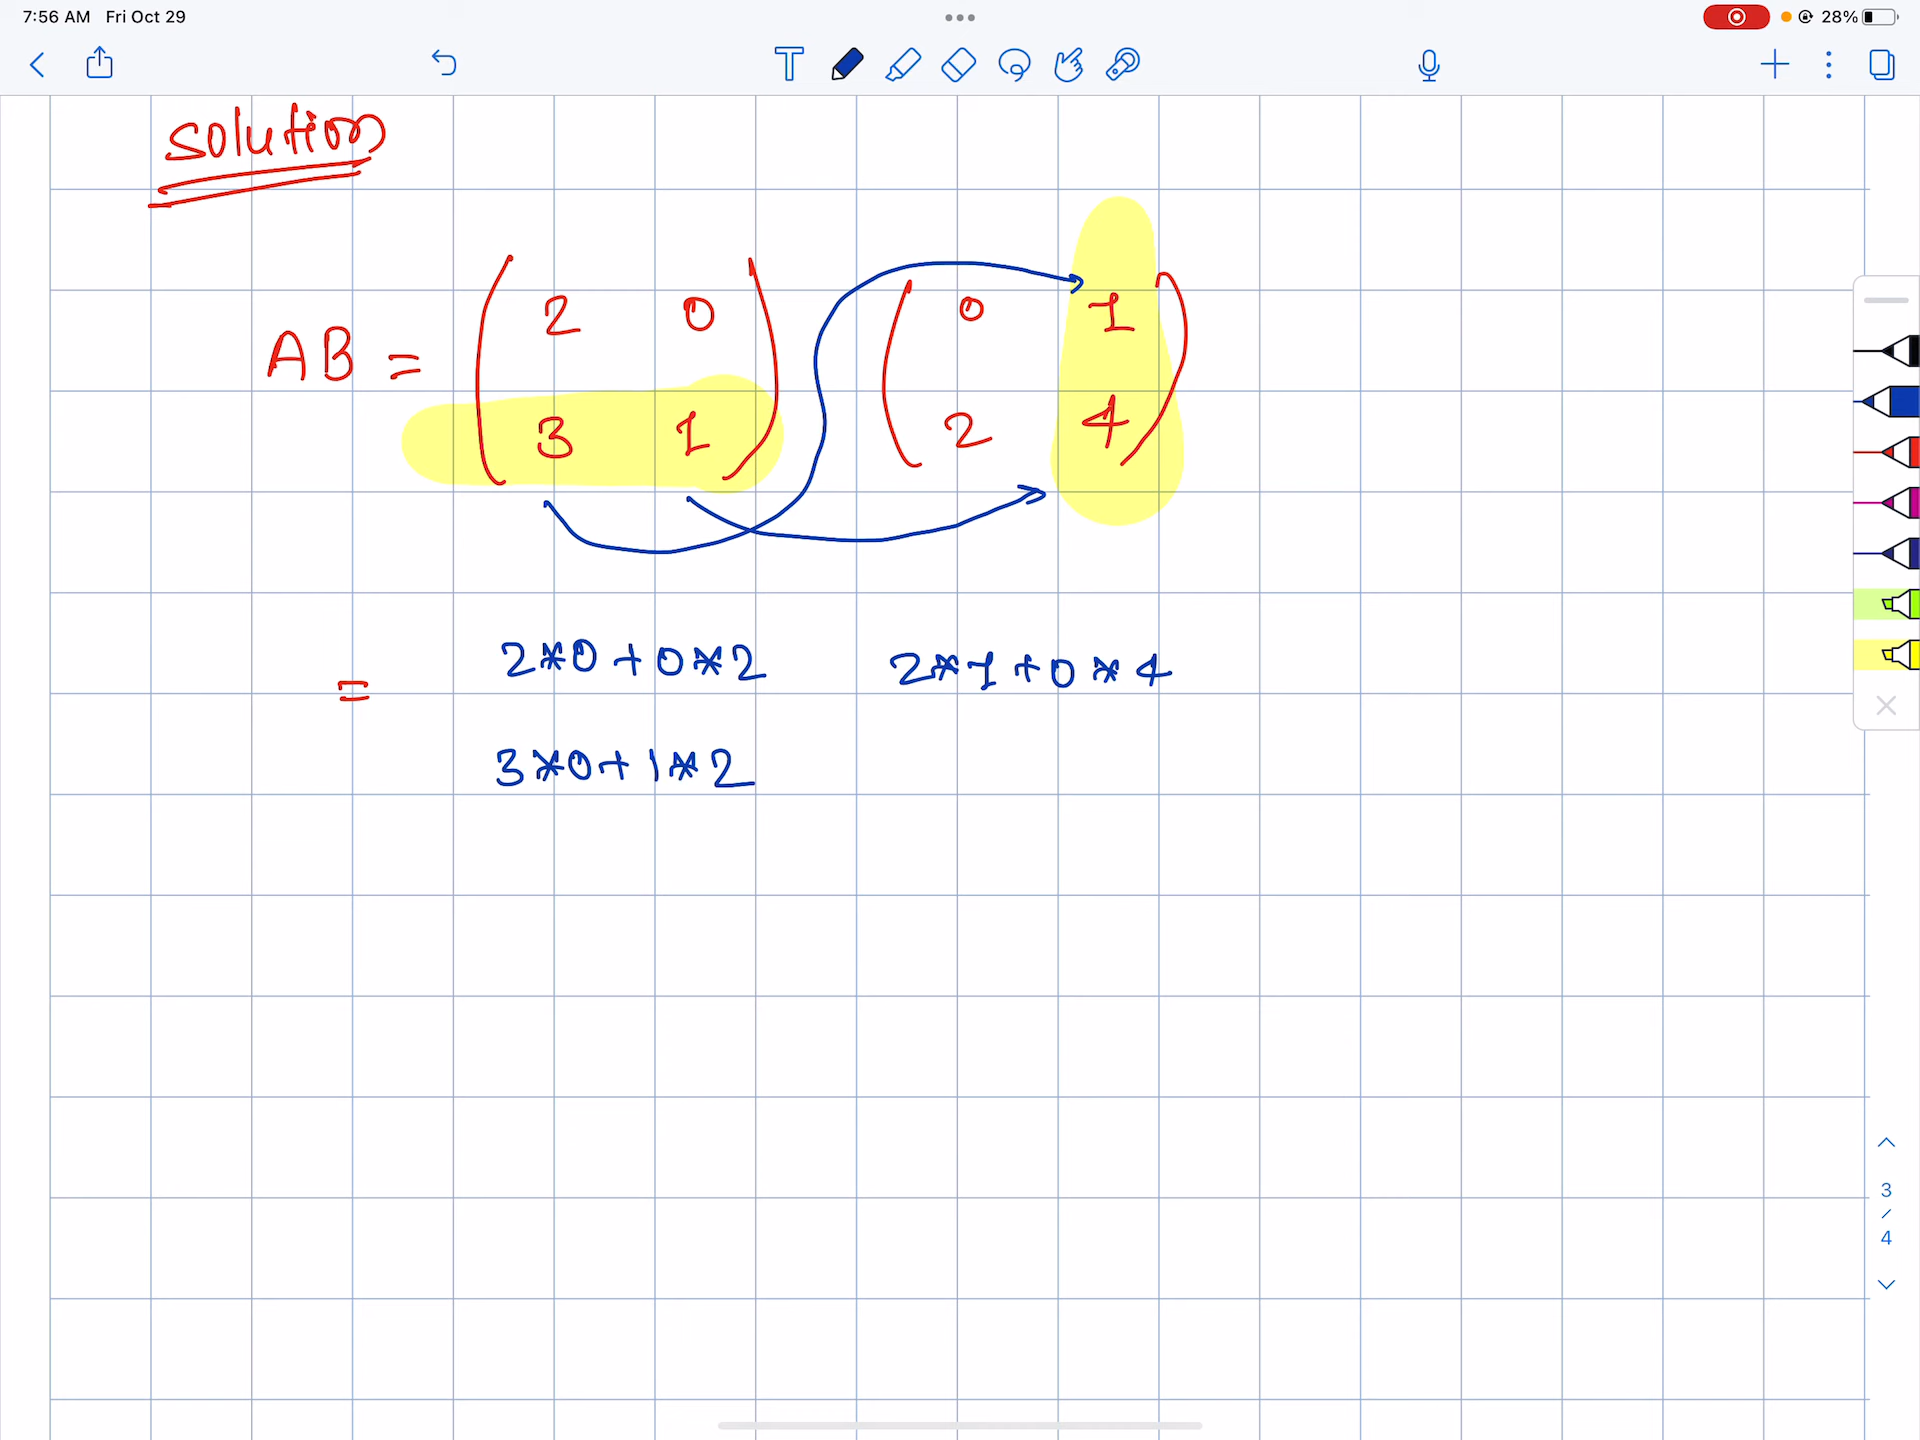 7:56 AM Fri Oct 29
28%
T
solution
2 0 0 1
AB =
3 1 2 4
2*0+0*2 2*1+0*4
=
3*0+1*2
3
/
4